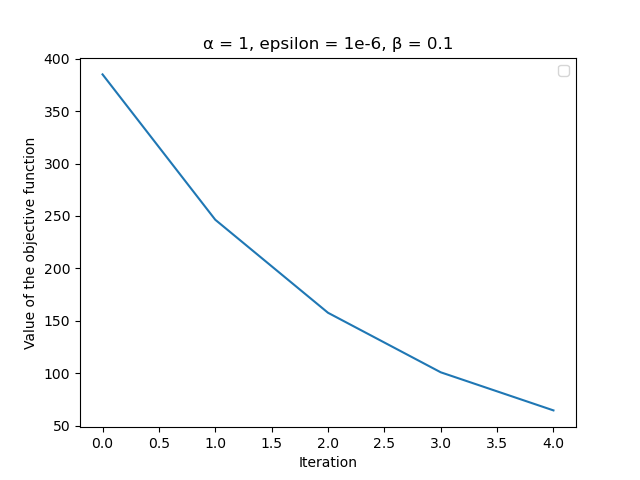 α = 1, epsilon = 1e-6, β = 0.1
400
350
300
250
200
150
100
50
Value of the objective function
0.0 0.5 1.0 1.5 2.0 2.5 3.0 3.5 4.0
Iteration